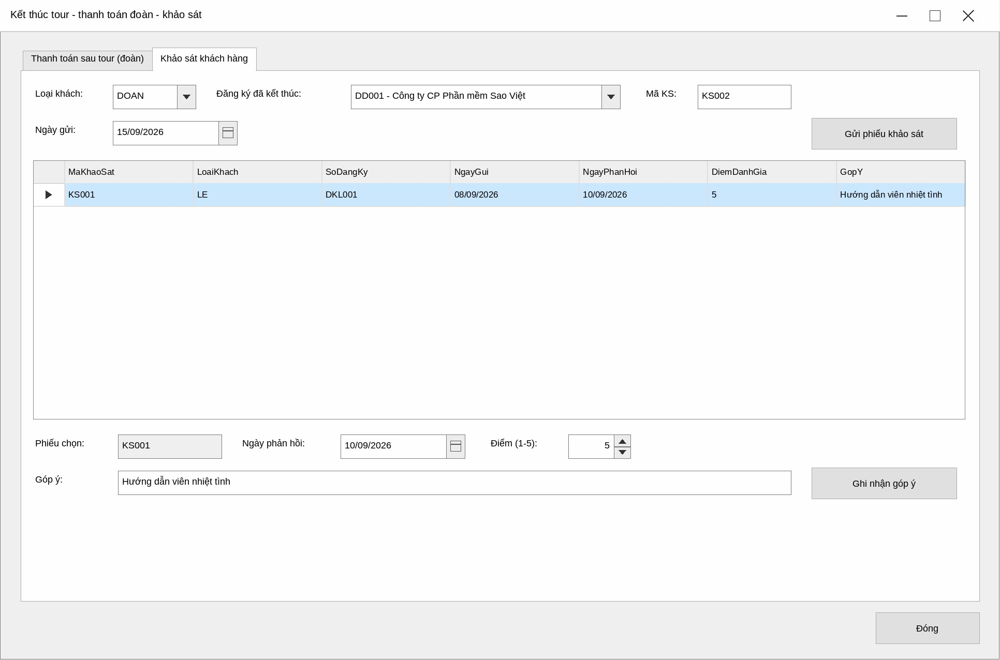 Kết thúc tour - thanh toán đoàn - khảo sát
Thanh toán sau tour (đoàn) Khảo sát khách hàng
Loại khách: DOAN Đăng ký đã kết thúc: DD001 - Công ty CP Phần mềm Sao Việt Mã KS: KS002
Ngày gửi: 15/09/2026 Gửi phiếu khảo sát
MaKhaoSat LoaiKhach SoDangKy NgayGui NgayPhanHoi DiemDanhGia GopY
KS001 LE DKL001 08/09/2026 10/09/2026 5 Hướng dẫn viên nhiệt tình
Phiếu chọn: KS001 Ngày phản hồi: 10/09/2026 Điểm (1-5): 5
Góp ý: Hướng dẫn viên nhiệt tình Ghi nhận góp ý
Đóng